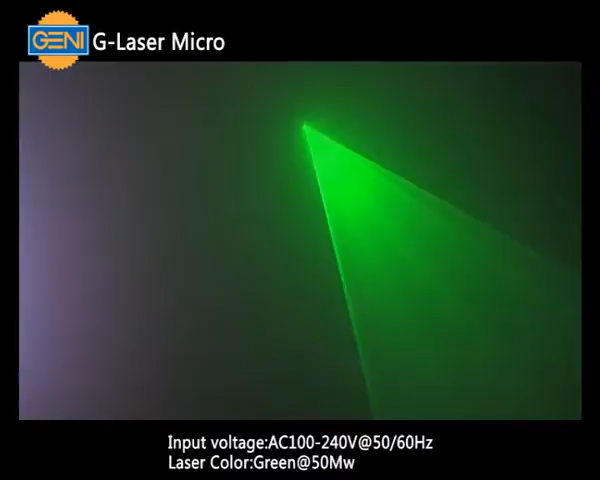 GENI
G-Laser Micro
Input voltage:AC100-240V@50/60Hz
Laser Color:Green@50Mw